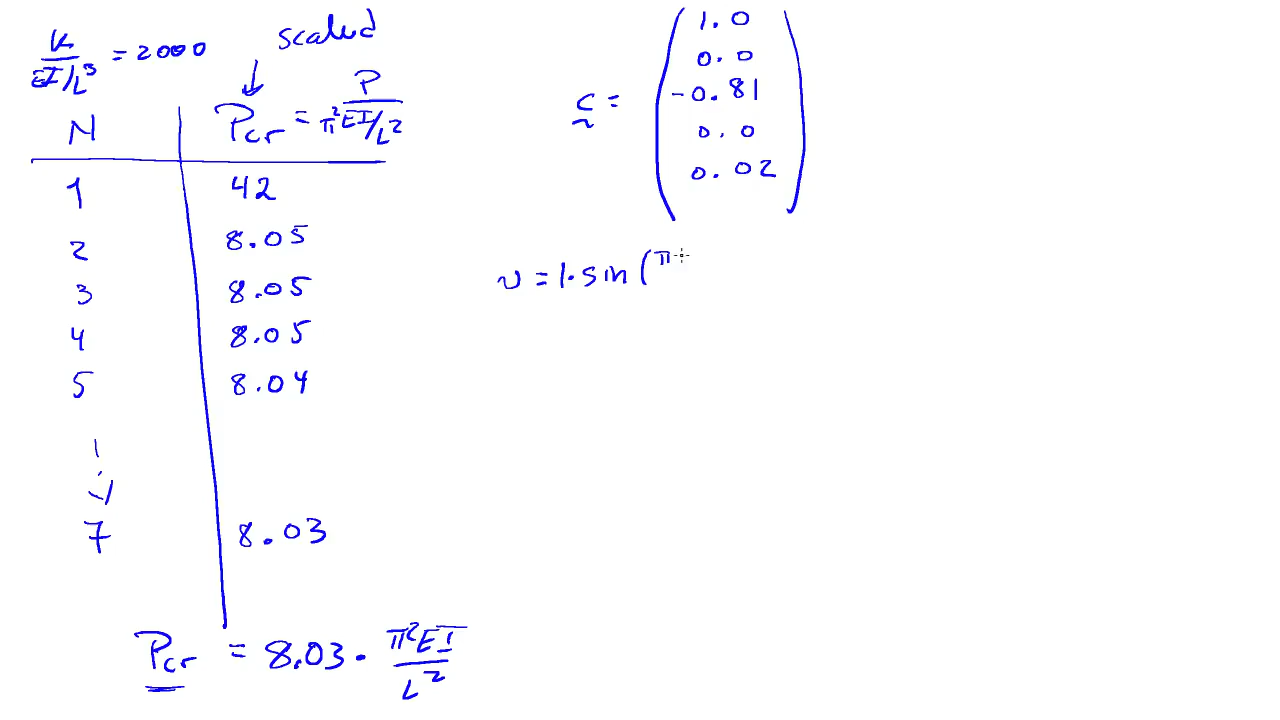 K / (EI/L³) = 2000
scaled
N | Pcr = P / (π² EI/L²)
1 | 42
2 | 8.05
3 | 8.05
4 | 8.05
5 | 8.04
7 | 8.03
Pcr = 8.03 · π²EI / L²
c =
1.0
0.0
-0.81
0.0
0.02
v = 1·sin(π